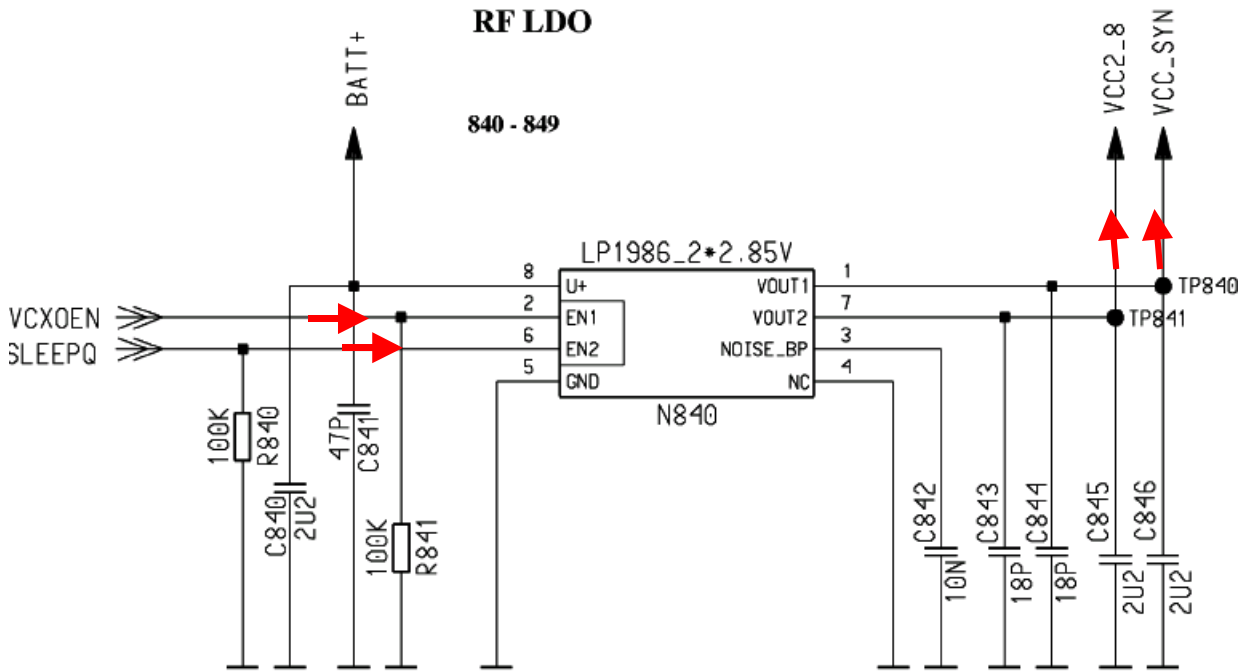 RF LDO
840 - 849
BATT+
VCC2_8
VCC_SYN
LP1986_2*2.85V
8
U+
VOUT1
1
TP840
VCXOEN
2
EN1
VOUT2
7
TP841
SLEEPQ
6
EN2
NOISE_BP
3
5
GND
NC
4
N840
100K
R840
C840
2U2
47P
C841
100K
R841
C842
10N
C843
18P
C844
18P
C845
2U2
C846
2U2